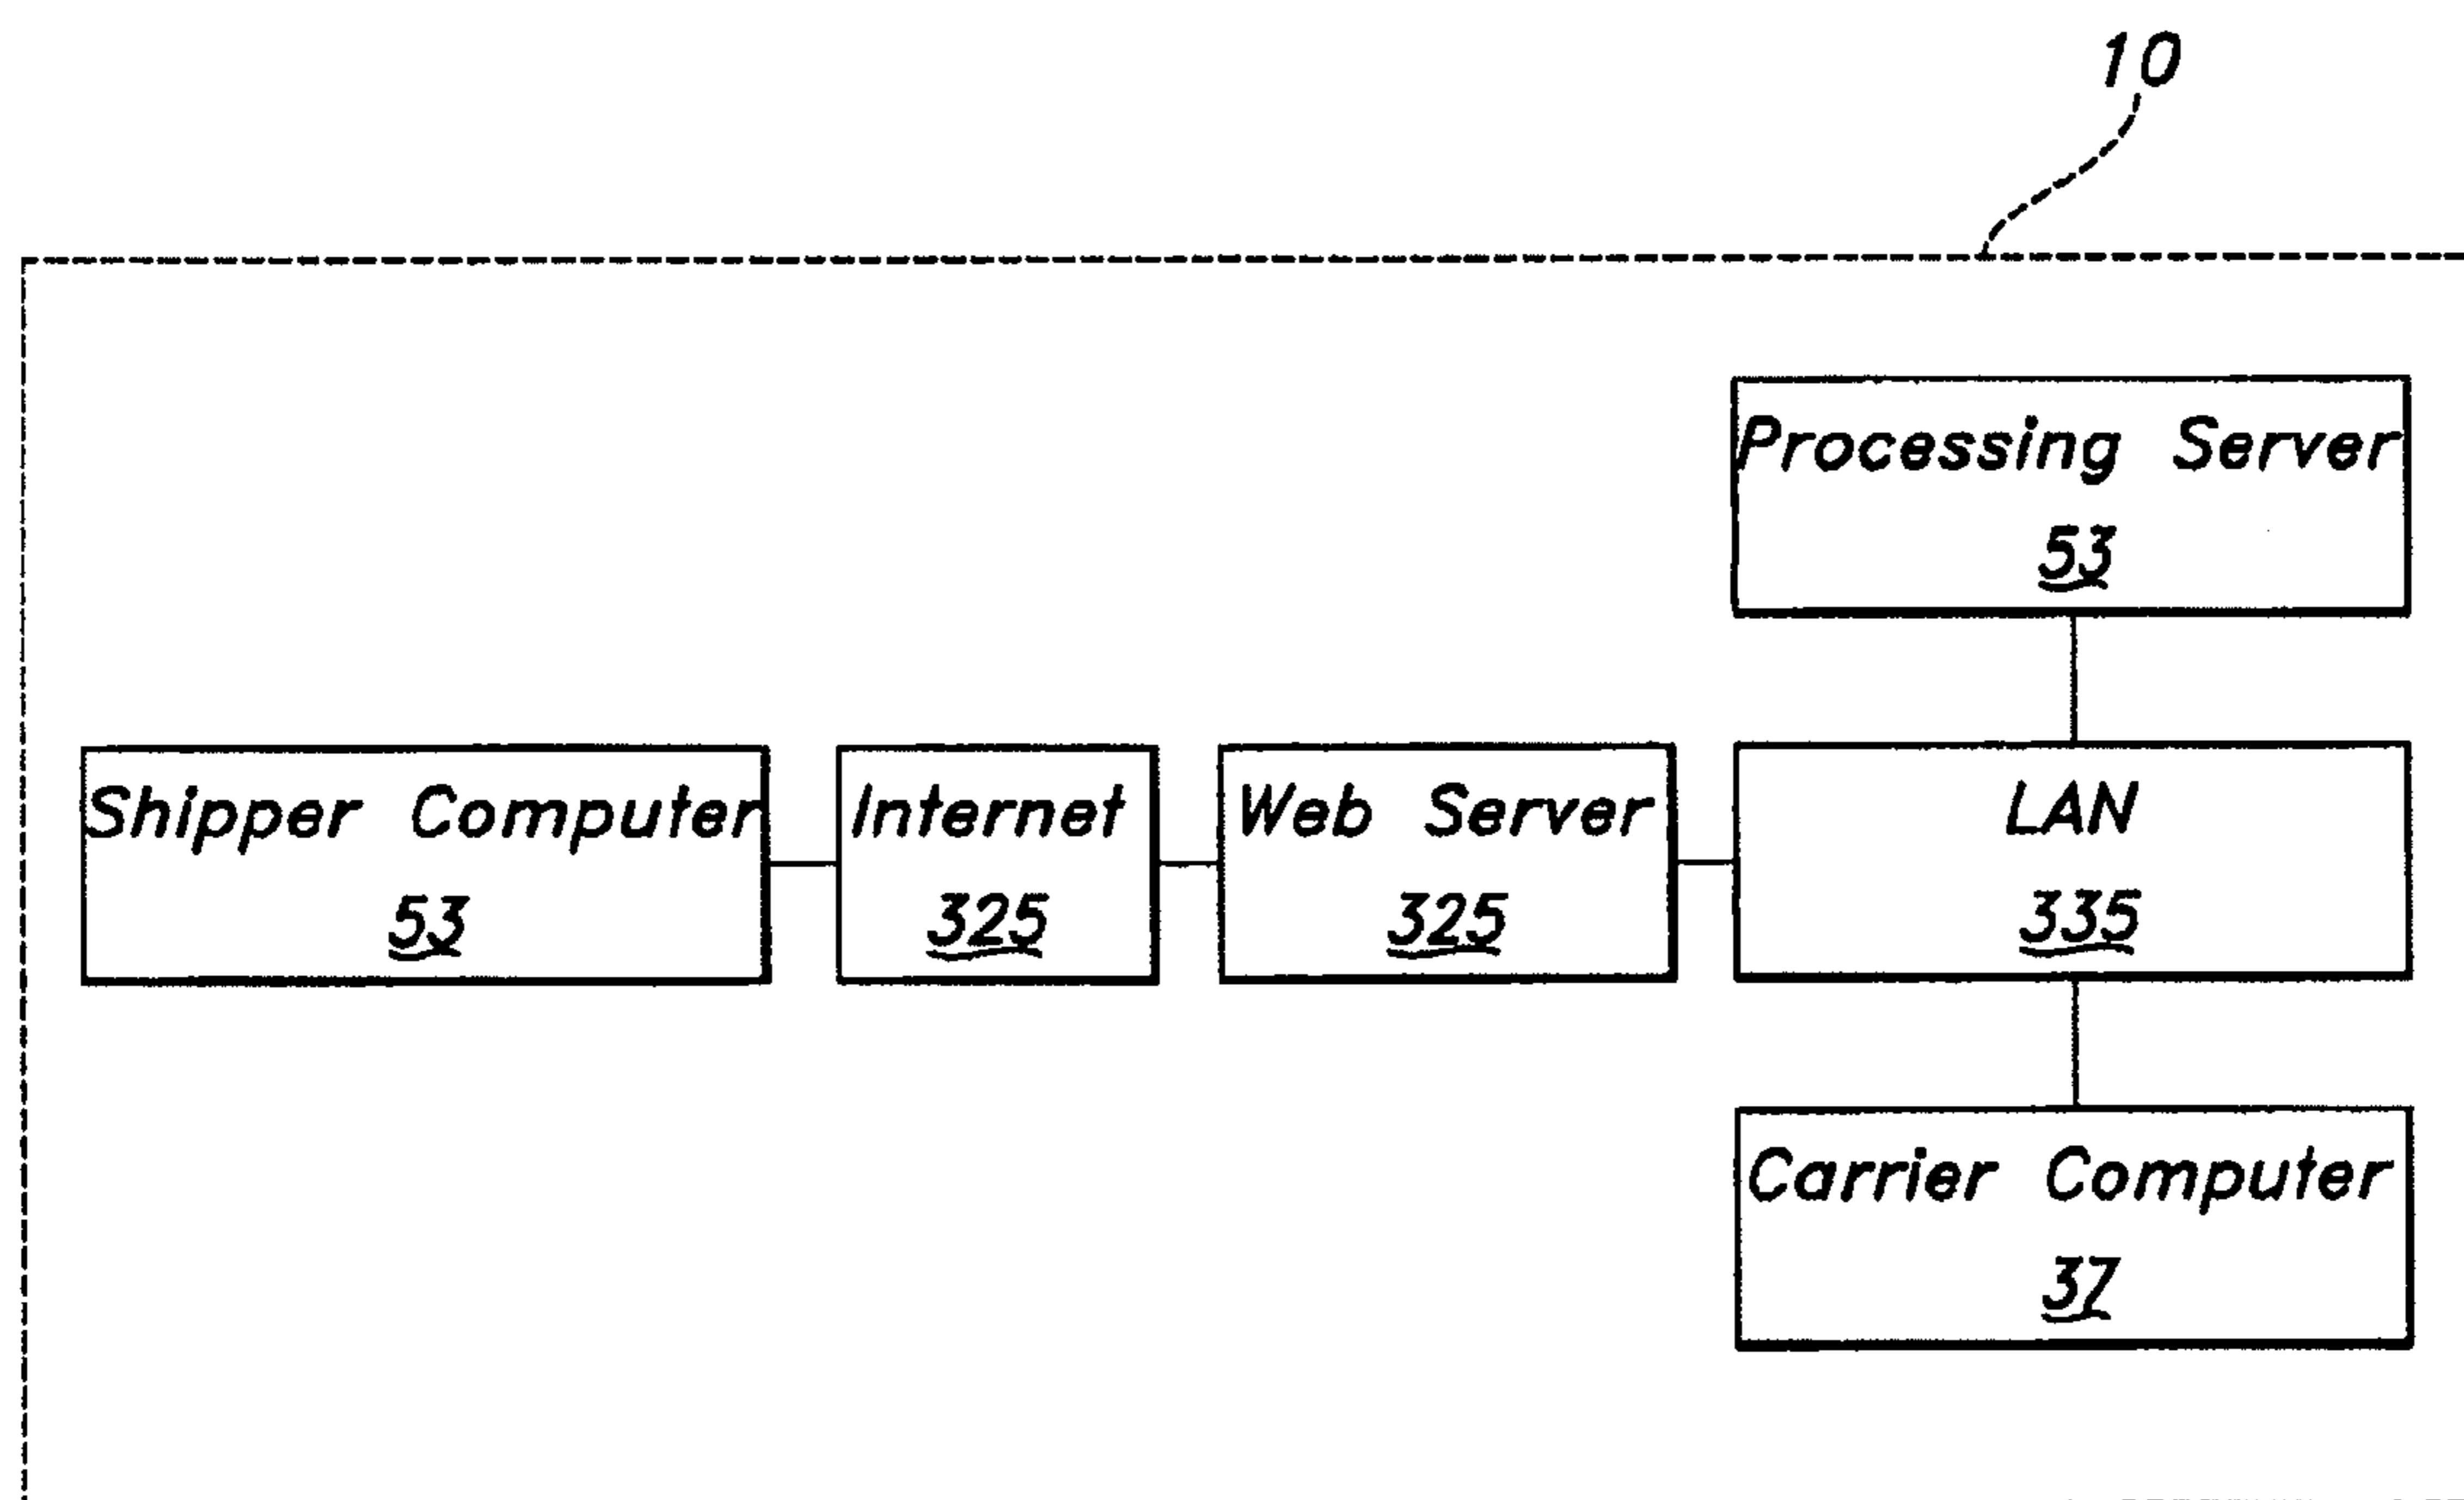 10
Processing Server
53
Shipper Computer
53
Internet
325
Web Server
325
LAN
335
Carrier Computer
37